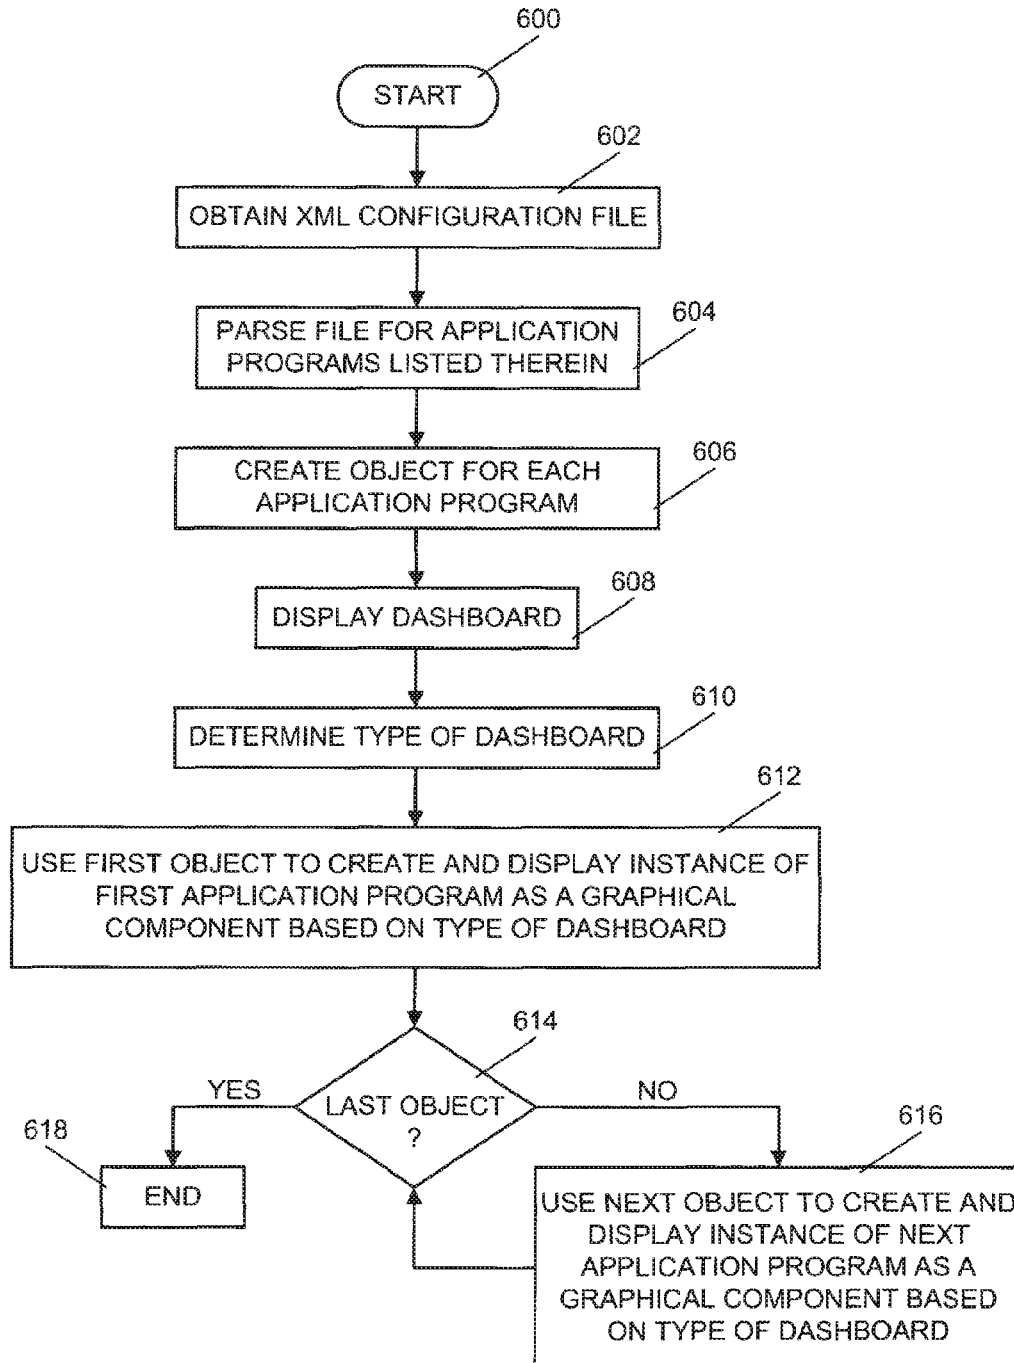 600
START
602
OBTAIN XML CONFIGURATION FILE
604
PARSE FILE FOR APPLICATION
PROGRAMS LISTED THEREIN
606
CREATE OBJECT FOR EACH
APPLICATION PROGRAM
608
DISPLAY DASHBOARD
610
DETERMINE TYPE OF DASHBOARD
612
USE FIRST OBJECT TO CREATE AND DISPLAY INSTANCE OF
FIRST APPLICATION PROGRAM AS A GRAPHICAL
COMPONENT BASED ON TYPE OF DASHBOARD
614
LAST OBJECT
?
YES
NO
618
END
616
USE NEXT OBJECT TO CREATE AND
DISPLAY INSTANCE OF NEXT
APPLICATION PROGRAM AS A
GRAPHICAL COMPONENT BASED
ON TYPE OF DASHBOARD